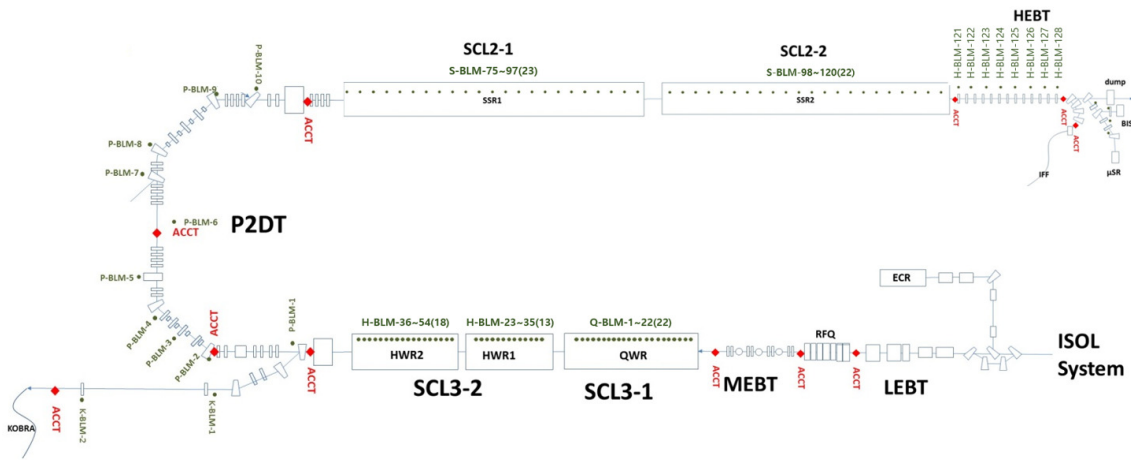 HEBT
SCL2-1
SCL2-2
S-BLM-75~97(23)
S-BLM-98~120(22)
H-BLM-121
H-BLM-122
H-BLM-123
H-BLM-124
H-BLM-125
H-BLM-126
H-BLM-127
H-BLM-128
P-BLM-10
P-BLM-9
SSR1
SSR2
dump
BIS
μSR
IFF
ACCT
ACCT
ACCT
ACCT
P-BLM-8
P-BLM-7
P-BLM-6
ACCT
P2DT
P-BLM-5
P-BLM-4
P-BLM-3
P-BLM-2
ACCT
P-BLM-1
ACCT
H-BLM-36~54(18)
H-BLM-23~35(13)
Q-BLM-1~22(22)
HWR2
HWR1
QWR
RFQ
ECR
ISOL
System
SCL3-2
SCL3-1
MEBT
LEBT
ACCT
ACCT
ACCT
KOBRA
ACCT
K-BLM-2
K-BLM-1